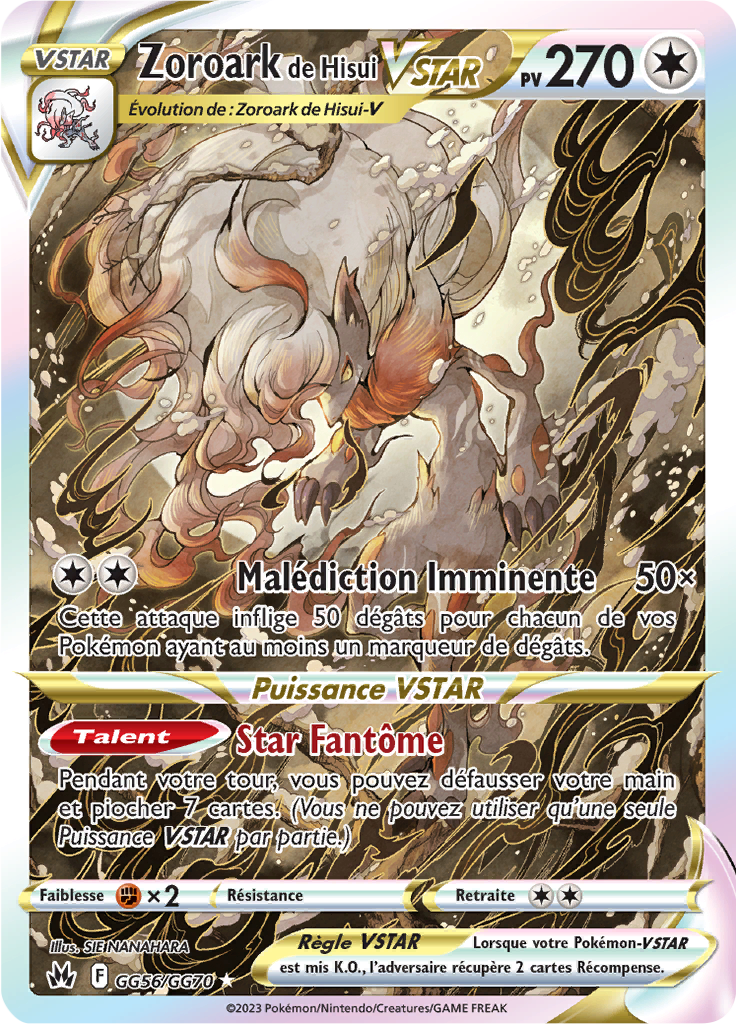 VSTAR
Zoroark de Hisui VSTAR PV 270
Évolution de : Zoroark de Hisui-V
Malédiction Imminente 50×
Cette attaque inflige 50 dégâts pour chacun de vos
Pokémon ayant au moins un marqueur de dégâts.
Puissance VSTAR
Talent Star Fantôme
Pendant votre tour, vous pouvez défausser votre main
et piocher 7 cartes. (Vous ne pouvez utiliser qu'une seule
Puissance VSTAR par partie.)
Faiblesse ×2 Résistance Retraite
Illus. SIE NANAHARA
Règle VSTAR Lorsque votre Pokémon-VSTAR
est mis K.O., l'adversaire récupère 2 cartes Récompense.
F GG56/GG70
©2023 Pokémon/Nintendo/Creatures/GAME FREAK